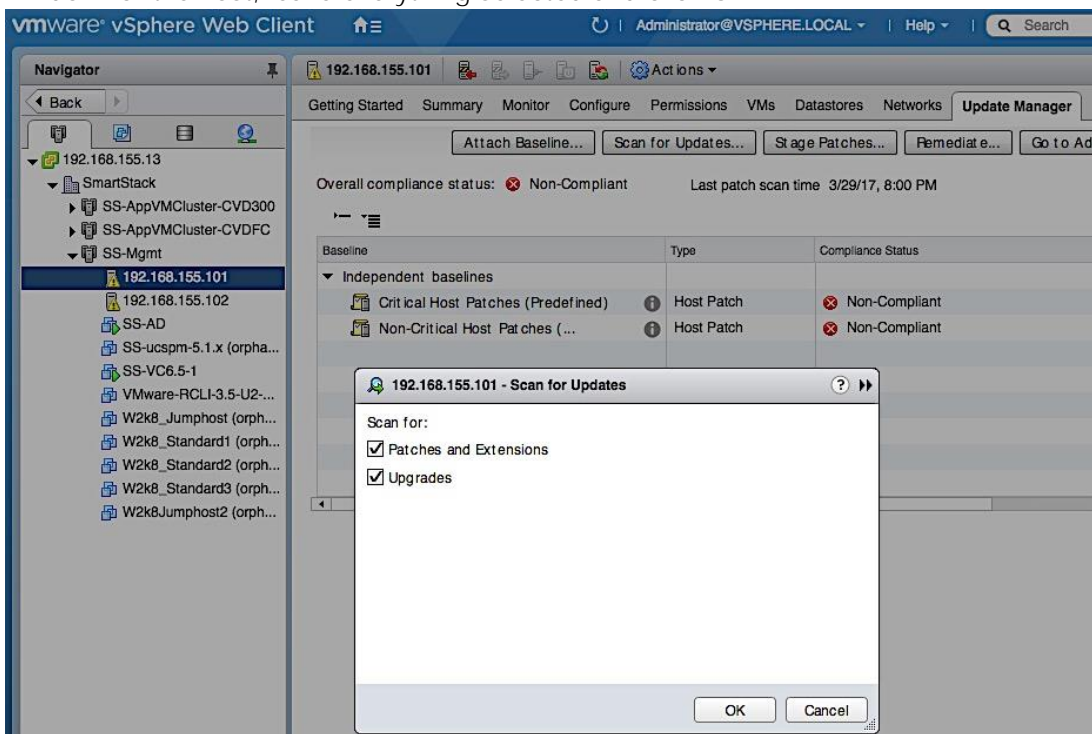 vmware® vSphere Web Client
Administrator@VSPHERE.LOCAL
Help
Search
Navigator
192.168.155.101
Actions
Back
Getting Started Summary Monitor Configure Permissions VMs Datastores Networks Update Manager
Attach Baseline... Scan for Updates... Stage Patches... Remediate... Go to Ad
192.168.155.13
SmartStack
SS-AppVMCluster-CVD300
SS-AppVMCluster-CVDFC
SS-Mgmt
192.168.155.101
192.168.155.102
SS-AD
SS-ucspm-5.1.x (orpha...
SS-VC6.5-1
VMware-RCLI-3.5-U2-...
W2k8_Jumphost (orph...
W2k8_Standard1 (orph...
W2k8_Standard2 (orph...
W2k8_Standard3 (orph...
W2k8Jumphost2 (orph...
Overall compliance status: Non-Compliant Last patch scan time 3/29/17, 8:00 PM
Baseline Type Compliance Status
Independent baselines
Critical Host Patches (Predefined) Host Patch Non-Compliant
Non-Critical Host Patches (... Host Patch Non-Compliant
192.168.155.101 - Scan for Updates
Scan for:
Patches and Extensions
Upgrades
OK Cancel